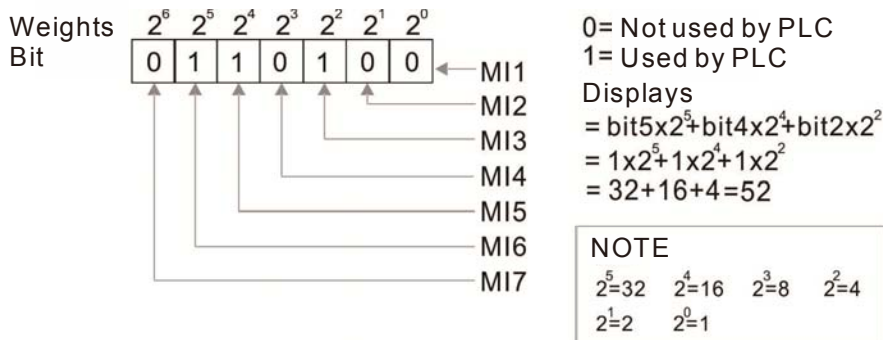 Weights 2⁶ 2⁵ 2⁴ 2³ 2² 2¹ 2⁰
Bit 0 1 1 0 1 0 0
MI1
MI2
MI3
MI4
MI5
MI6
MI7
0= Not used by PLC
1= Used by PLC
Displays
= bit5x2⁵+bit4x2⁴+bit2x2²
= 1x2⁵+1x2⁴+1x2²
= 32+16+4=52
NOTE
2⁵=32 2⁴=16 2³=8 2²=4
2¹=2 2⁰=1